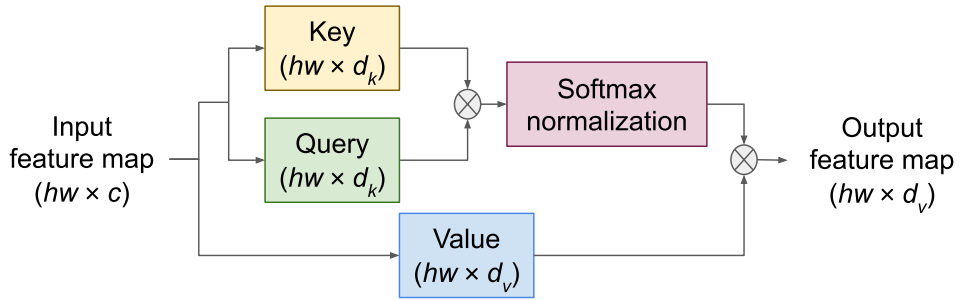 Input
feature map
(hw × c)
Key
(hw × dₖ)
Query
(hw × dₖ)
Value
(hw × dᵥ)
Softmax
normalization
Output
feature map
(hw × dᵥ)